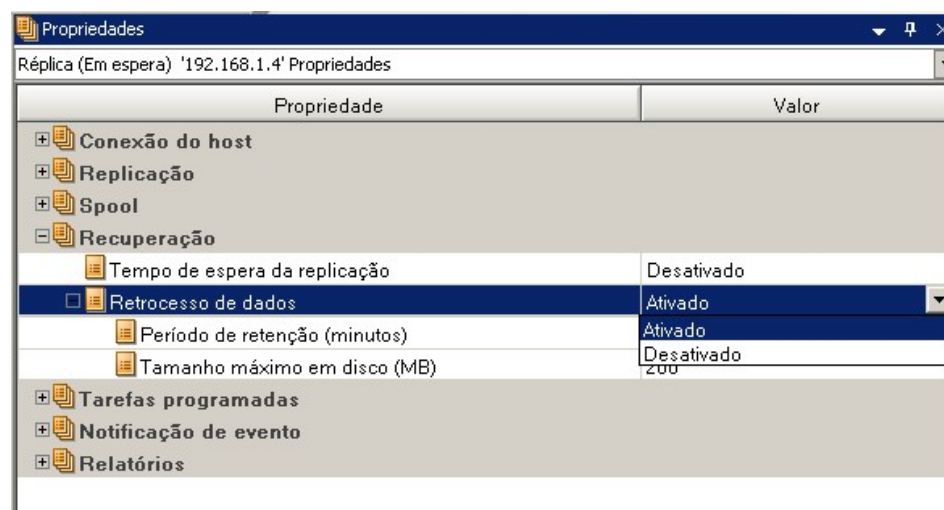 Propriedades
Réplica (Em espera) '192.168.1.4' Propriedades
Propriedade Valor
Conexão do host
Replicação
Spool
Recuperação
Tempo de espera da replicação Desativado
Retrocesso de dados Ativado
Período de retenção (minutos) Ativado
Desativado
Tamanho máximo em disco (MB) 200
Tarefas programadas
Notificação de evento
Relatórios